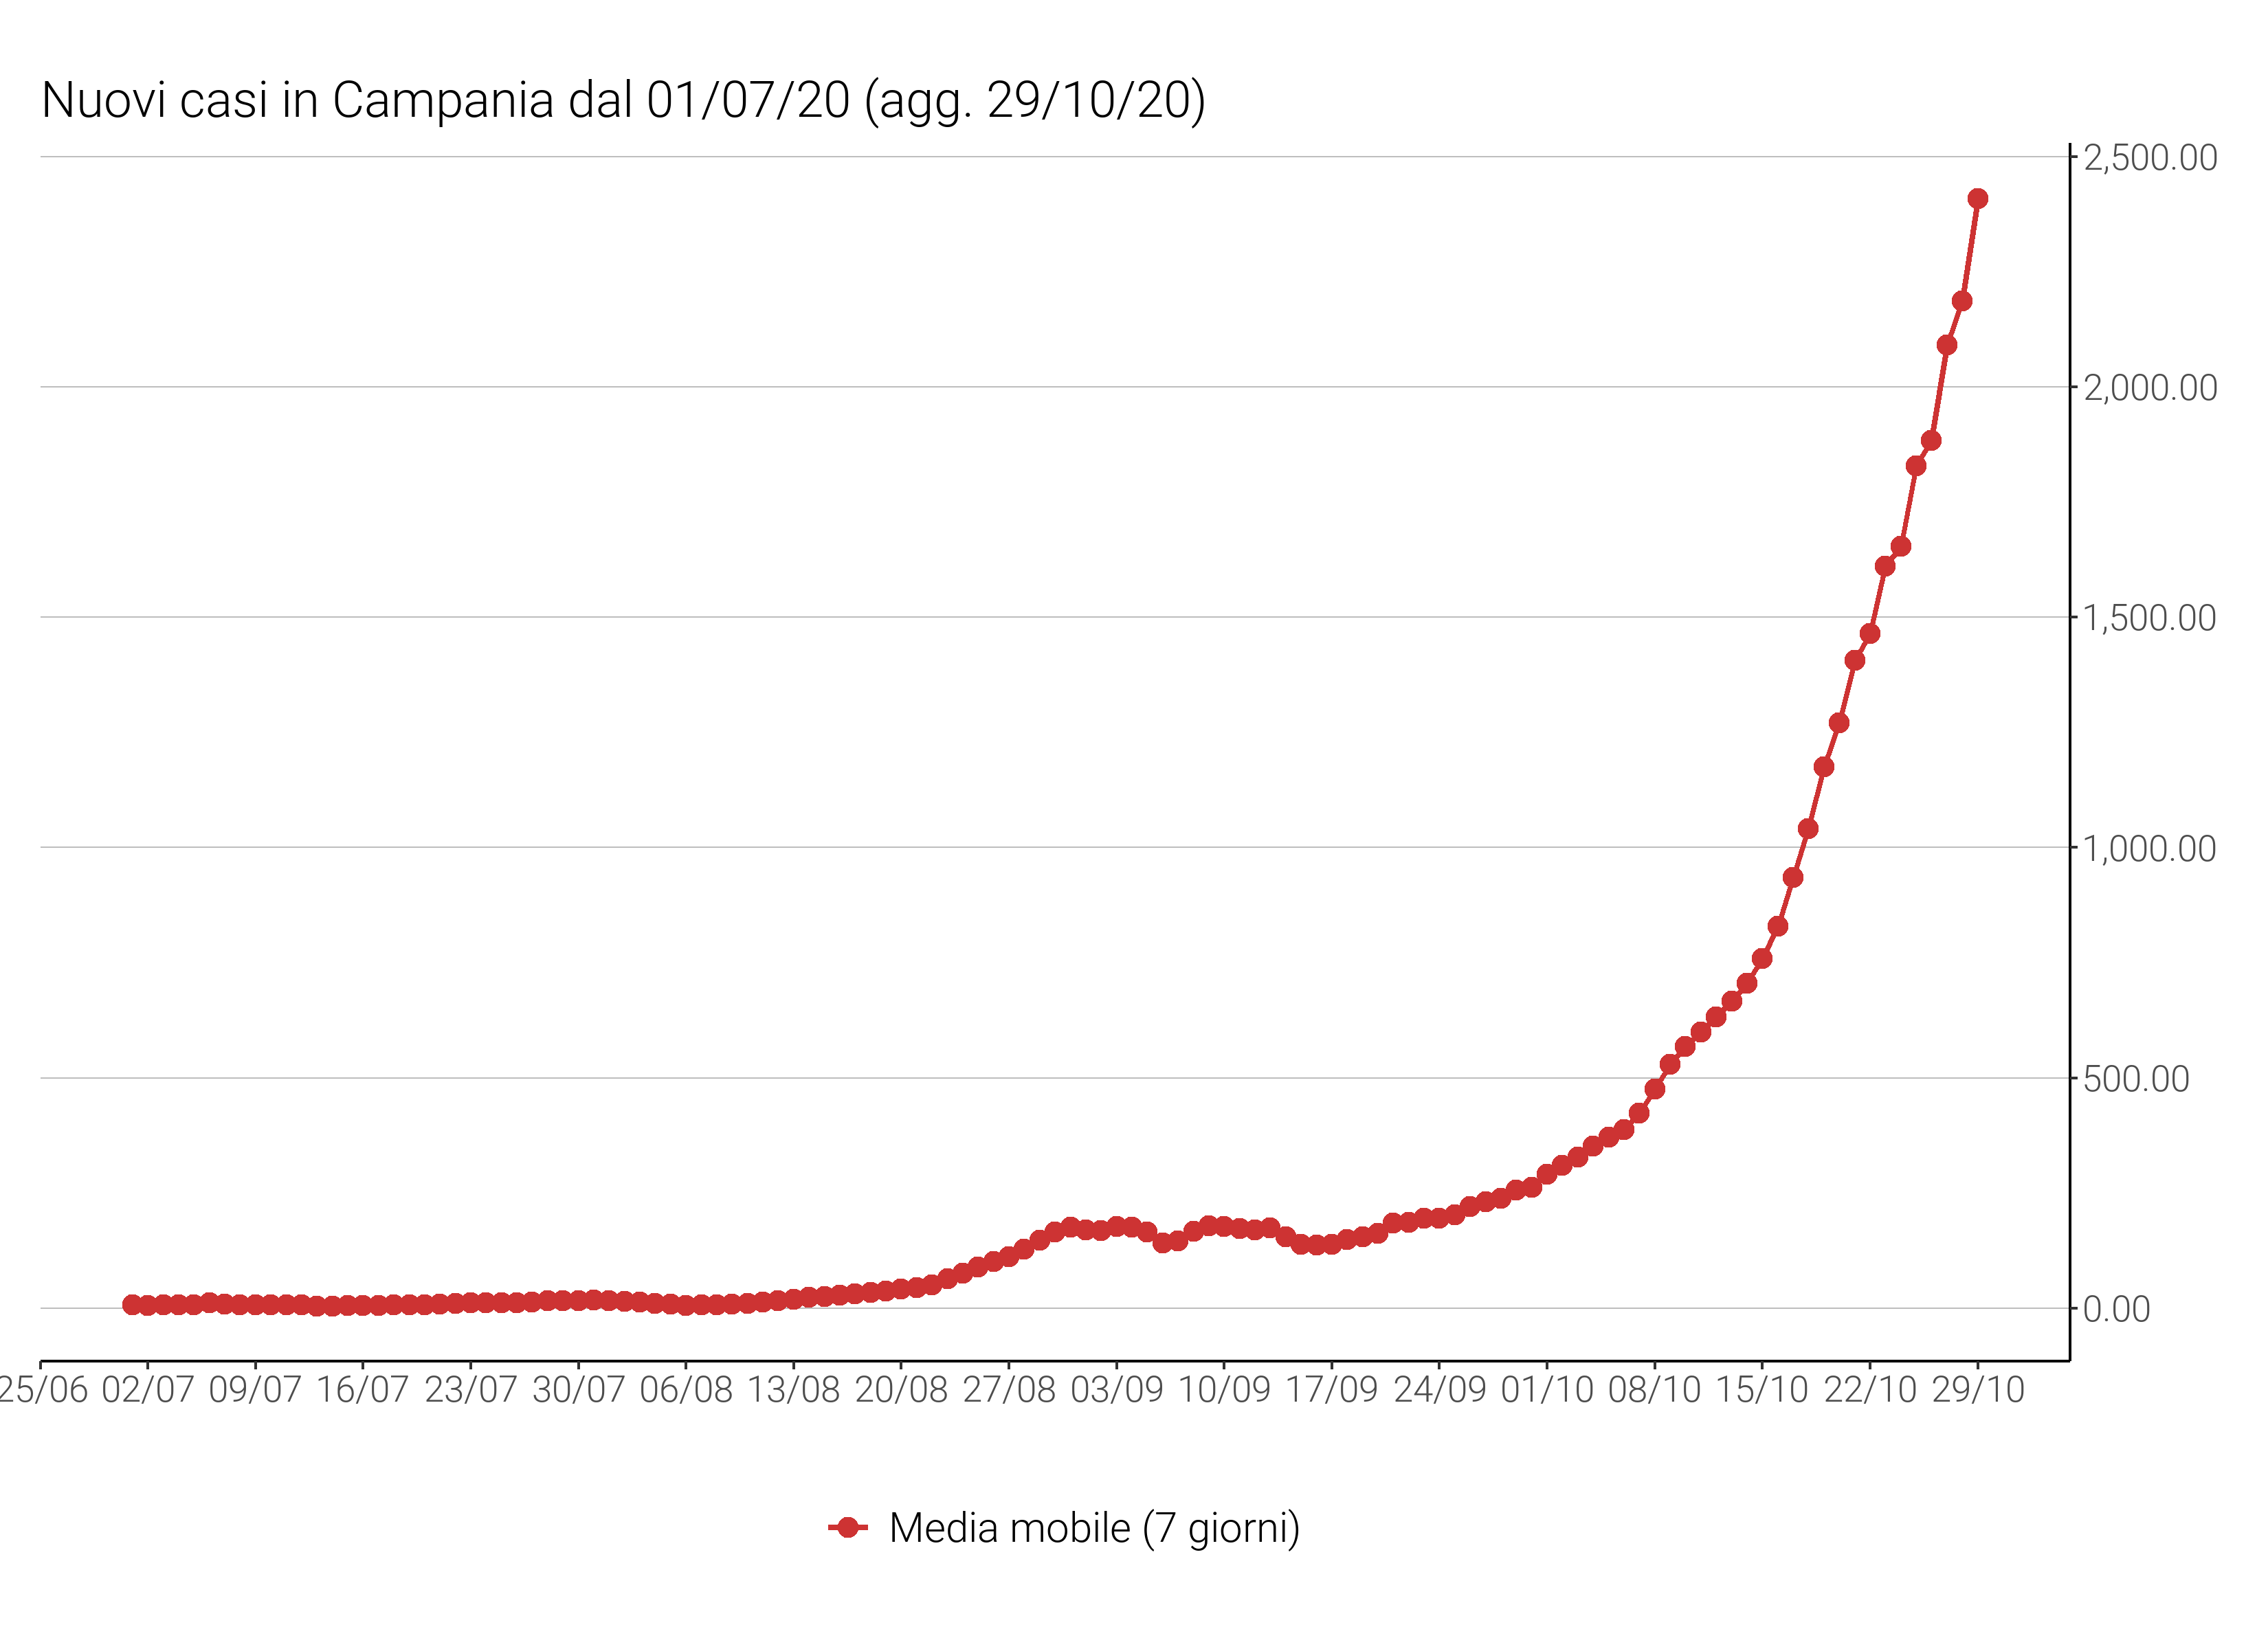 Nuovi casi in Campania dal 01/07/20 (agg. 29/10/20)
2,500.00
2,000.00
1,500.00
1,000.00
500.00
0.00
25/06 02/07 09/07 16/07 23/07 30/07 06/08 13/08 20/08 27/08 03/09 10/09 17/09 24/09 01/10 08/10 15/10 22/10 29/10
Media mobile (7 giorni)